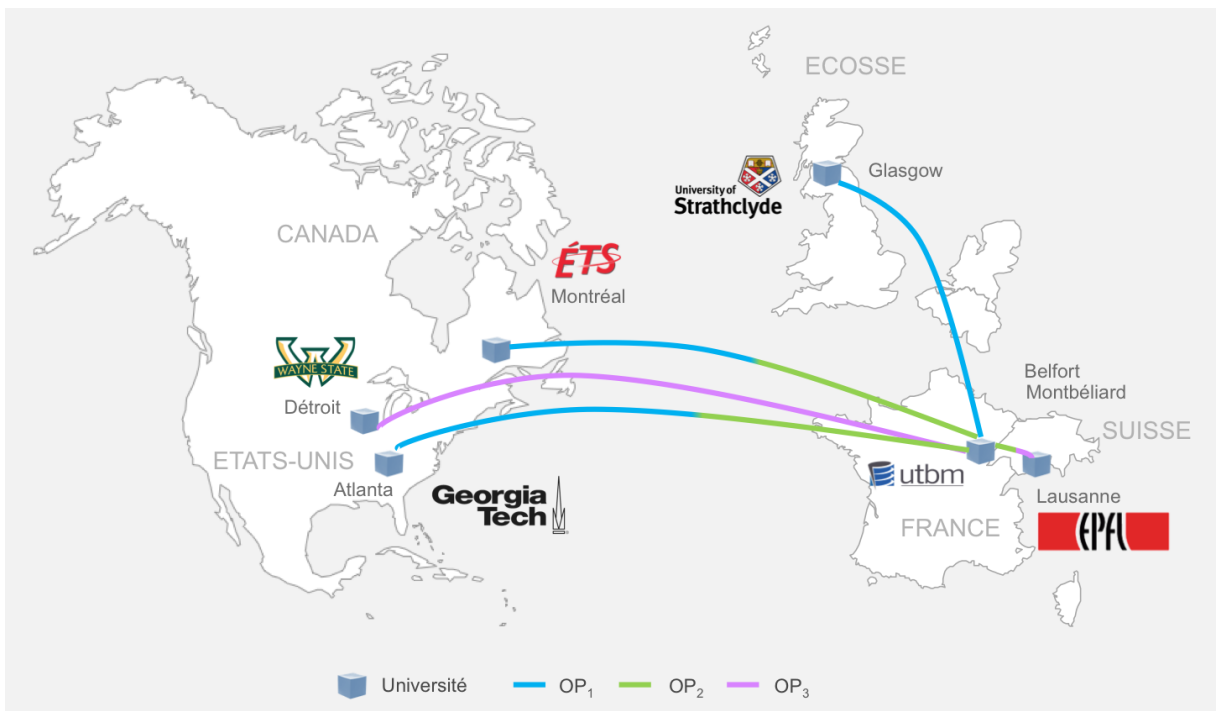 ECOSSE
Glasgow
University of
Strathclyde
CANADA
ÉTS
Montréal
WAYNE STATE
Détroit
Belfort
Montbéliard
SUISSE
ETATS-UNIS
Atlanta
Georgia
Tech
utbm
Lausanne
FRANCE
EPFL
Université
OP1
OP2
OP3